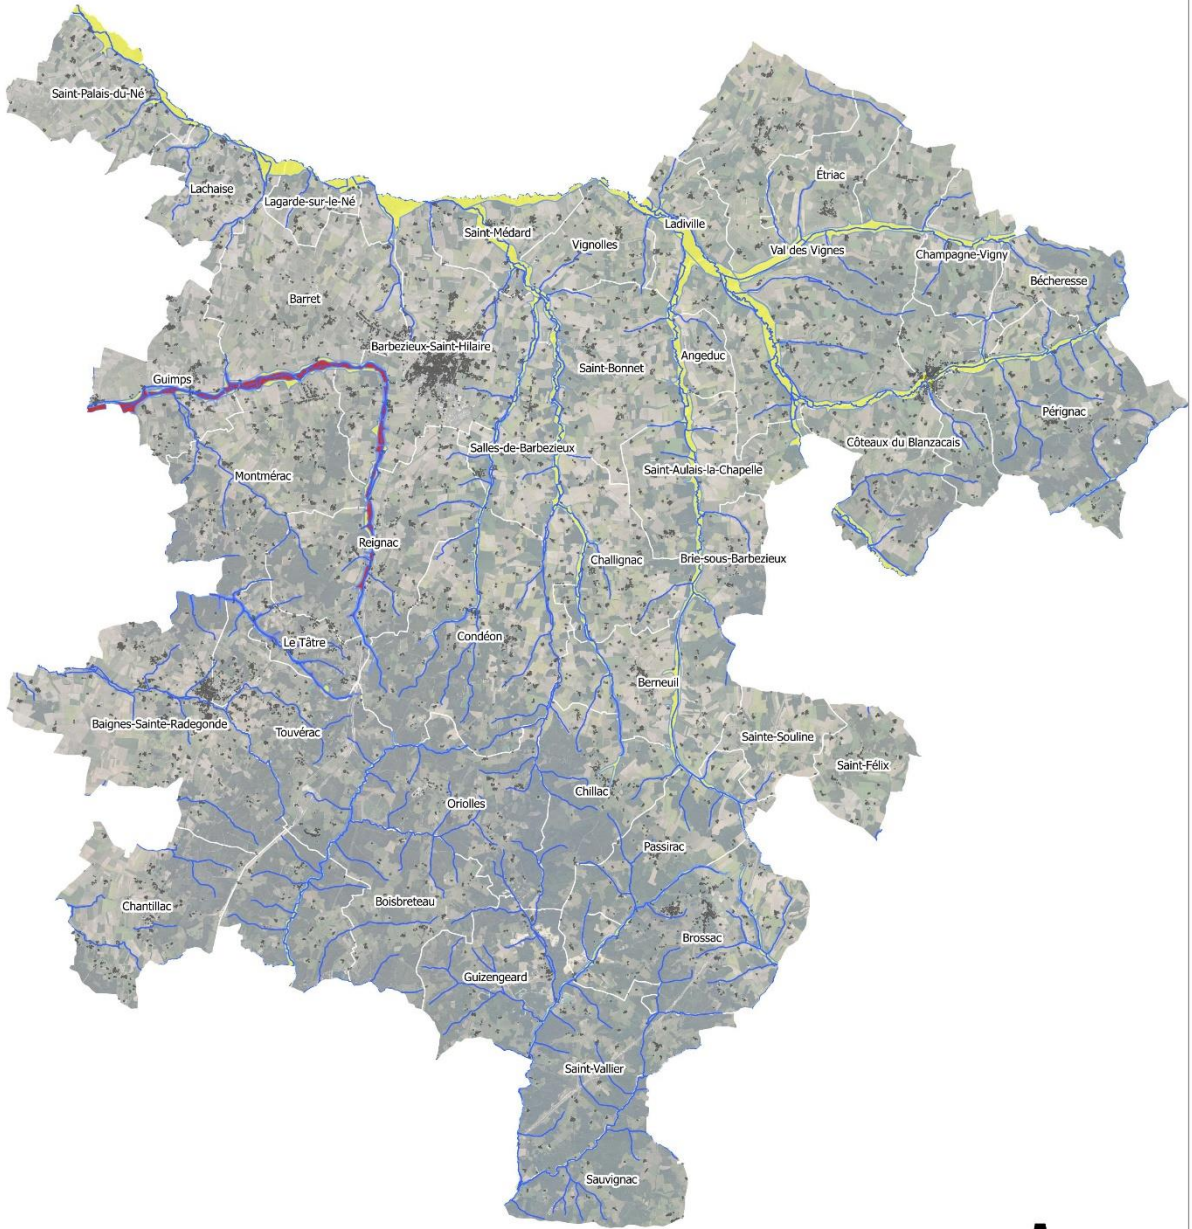 Saint-Palais-du-Né
Étriac
Lachaise
Lagarde-sur-le-Né
Ladiville
Saint-Médard
Vignolles
Val des Vignes
Champagne-Vigny
Bécheresse
Barret
Barbezieux-Saint-Hilaire
Angeduc
Saint-Bonnet
Guimps
Pérignac
Côteaux du Blanzacais
Salles-de-Barbezieux
Saint-Aulais-la-Chapelle
Montmérac
Reignac
Challignac
Brie-sous-Barbezieux
Condéon
Le Tâtre
Berneuil
Baignes-Sainte-Radegonde
Touvérac
Sainte-Souline
Saint-Félix
Chillac
Oriolles
Passirac
Boisbreteau
Chantillac
Brossac
Guizengeard
Saint-Vallier
Sauvignac